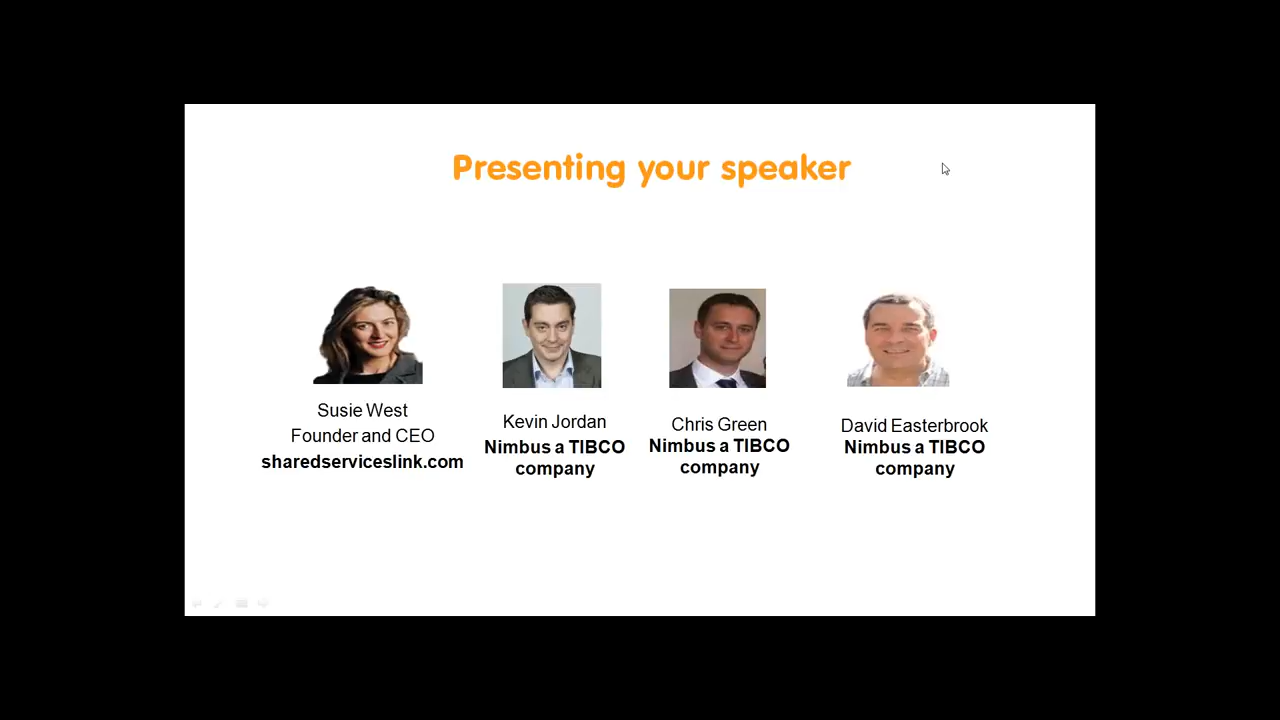 Presenting your speaker
Susie West
Founder and CEO
sharedserviceslink.com
Kevin Jordan
Nimbus a TIBCO
company
Chris Green
Nimbus a TIBCO
company
David Easterbrook
Nimbus a TIBCO
company